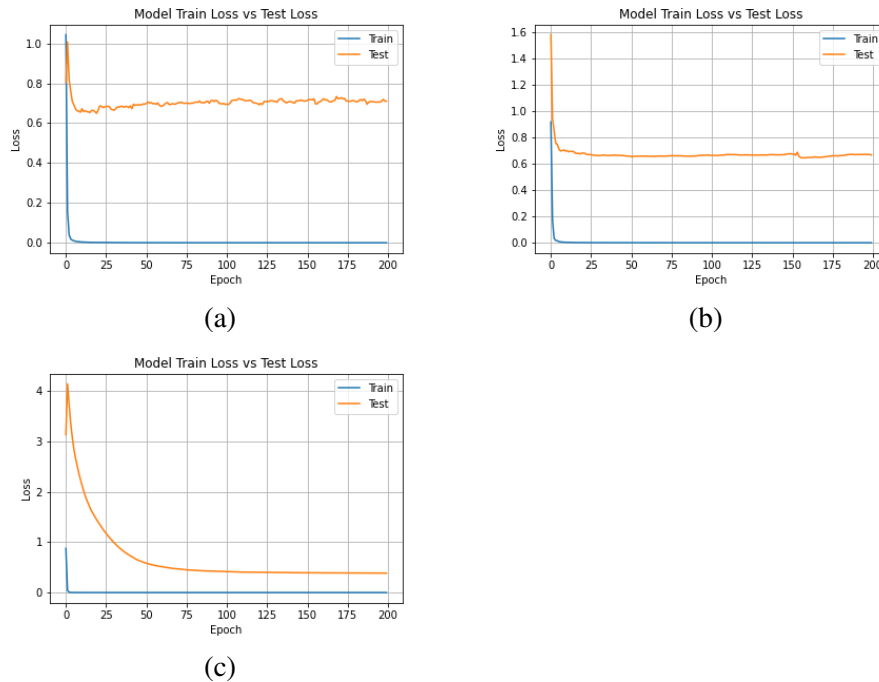 Model Train Loss vs Test Loss
Train
Test
1.0
0.8
0.6
0.4
0.2
0.0
Loss
0 25 50 75 100 125 150 175 200
Epoch
(a)
Model Train Loss vs Test Loss
Train
Test
1.6
1.4
1.2
1.0
0.8
0.6
0.4
0.2
0.0
Loss
0 25 50 75 100 125 150 175 200
Epoch
(b)
Model Train Loss vs Test Loss
Train
Test
4
3
2
1
0
Loss
0 25 50 75 100 125 150 175 200
Epoch
(c)